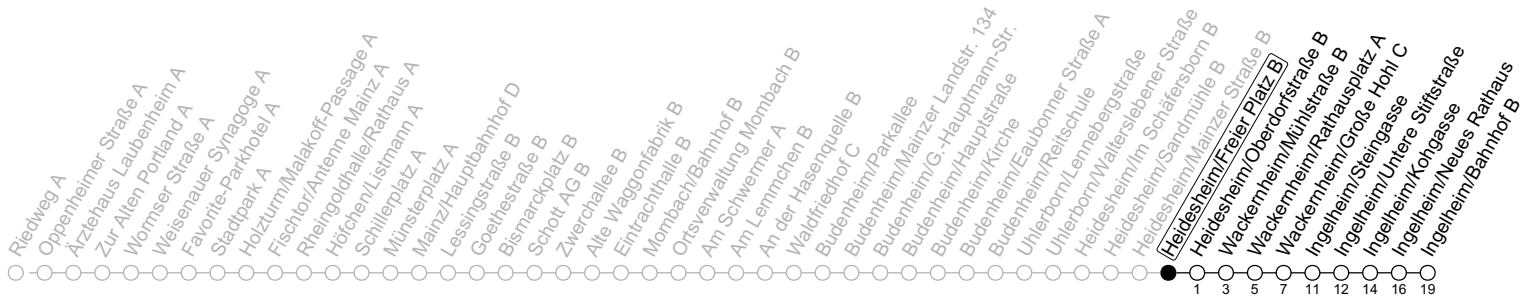 Riedweg A
Oppenheimer Straße A
Ärztehaus Laubenheim A
Zur Alten Portland A
Wormser Straße A
Weisenauer Synagoge A
Favorite-Parkhotel A
Stadtpark A
Holzturm/Malakoff-Passage A
Fischtor/Antenne Mainz A
Rheingoldhalle/Rathaus A
Höfchen/Listmann A
Schillerplatz A
Münsterplatz A
Mainz/Hauptbahnhof D
Lessingstraße B
Goethestraße B
Bismarckplatz B
Schott AG B
Zwerchallee B
Alte Waggonfabrik B
Eintrachthalle B
Mombach/Bahnhof B
Ortsverwaltung Mombach B
Am Schwermer A
Am Lemmchen B
An der Hasenquelle B
Waldfriedhof C
Budenheim/Parkallee
Budenheim/Mainzer Landstr. 134
Budenheim/G.-Hauptmann-Str.
Budenheim/Hauptstraße
Budenheim/Kirche
Budenheim/Eaubonner Straße A
Budenheim/Reitschule
Uhlerborn/Lennebergstraße
Uhlerborn/Walterslebener Straße
Heidesheim/Im Schäfersborn B
Heidesheim/Sandmühle B
Heidesheim/Mainzer Straße B
Heidesheim/Freier Platz B
Heidesheim/Oberdorfstraße B
Wackernheim/Mühlstraße B
Wackernheim/Rathausplatz A
Wackernheim/Große Hohl C
Ingelheim/Steingasse
Ingelheim/Untere Stiftstraße
Ingelheim/Kohgasse
Ingelheim/Neues Rathaus
Ingelheim/Bahnhof B
1 3 5 7 11 12 14 16 19